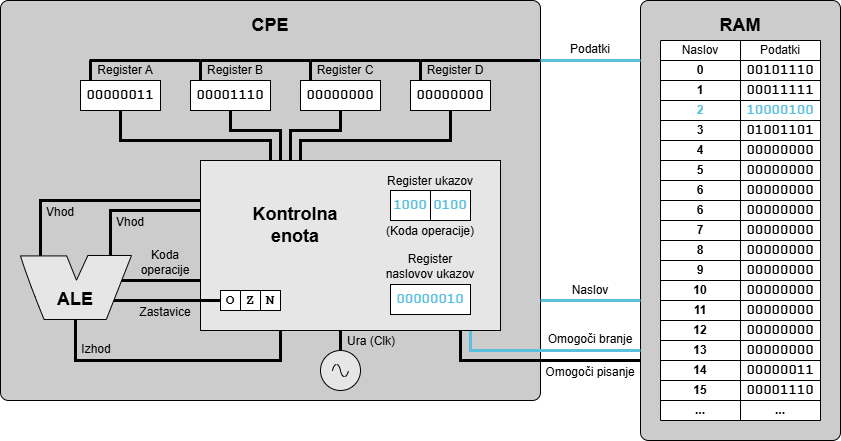 CPE
Register A
Register B
Register C
Register D
00000011
00001110
00000000
00000000
Kontrolna
enota
Register ukazov
1000 0100
(Koda operacije)
Register
naslovov ukazov
00000010
Vhod
Vhod
Koda
operacije
ALE
Zastavice
O Z N
Izhod
Ura (Clk)
Podatki
Naslov
Omogoči branje
Omogoči pisanje
RAM
Naslov Podatki
0 00101110
1 00011111
2 10000100
3 01001101
4 00000000
5 00000000
6 00000000
6 00000000
7 00000000
8 00000000
9 00000000
10 00000000
11 00000000
12 00000000
13 00000000
14 00000011
15 00001110
... ...